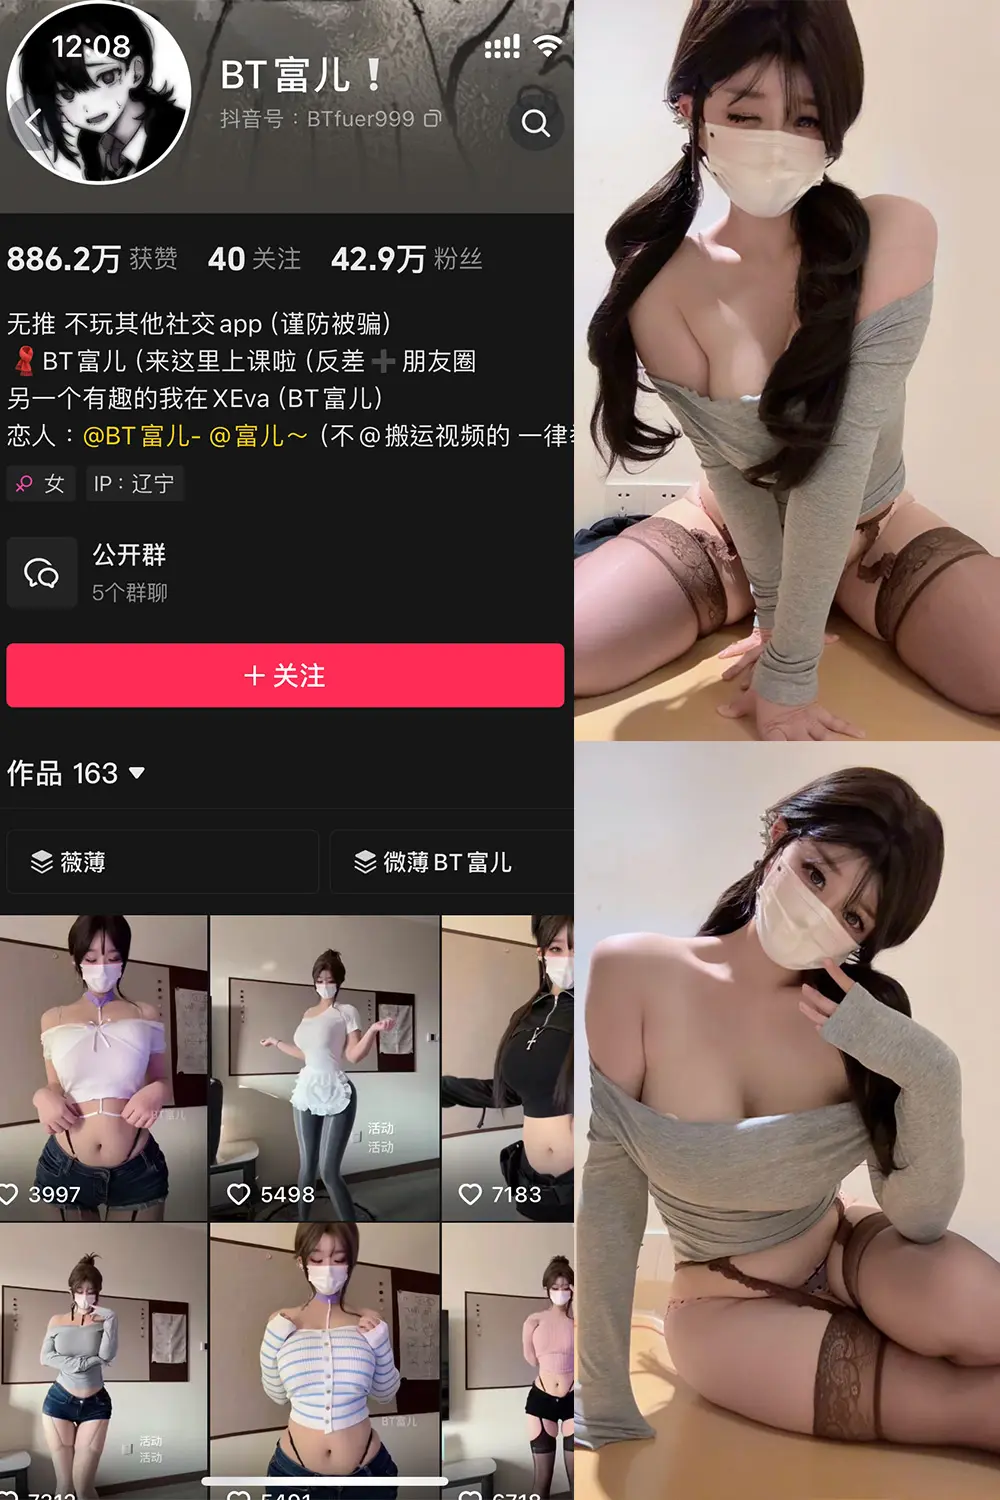 12:08
BT富儿！
抖音号：BTfuer999
886.2万 获赞 40 关注 42.9万 粉丝
无推 不玩其他社交app（谨防被骗）
BT富儿（来这里上课啦（反差➕朋友圈
另一个有趣的我在XEva（BT富儿）
恋人：@BT富儿- @富儿～（不@搬运视频的 一律
女 IP：辽宁
公开群
5个群聊
+ 关注
作品 163
薇薄 微薄BT富儿
BT富儿
活动
活动
3997 5498 7183
BT富儿
活动
活动